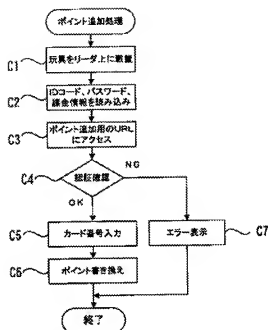 ポイント追加処理
C1
玩具をリーダ上に載置
C2
IDコード、パスワード、
課金情報を読み込み
C3
ポイント追加用のURL
にアクセス
C4
認証確認
NG
OK
C5
カード番号入力
エラー表示
C7
C6
ポイント書き換え
終了